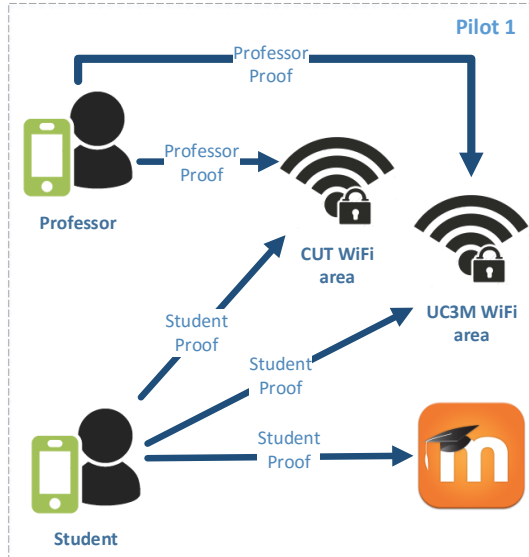 Pilot 1
Professor
Proof
Professor
Proof
Professor
CUT WiFi
area
UC3M WiFi
area
Student
Proof
Student
Proof
Student
Proof
m
Student